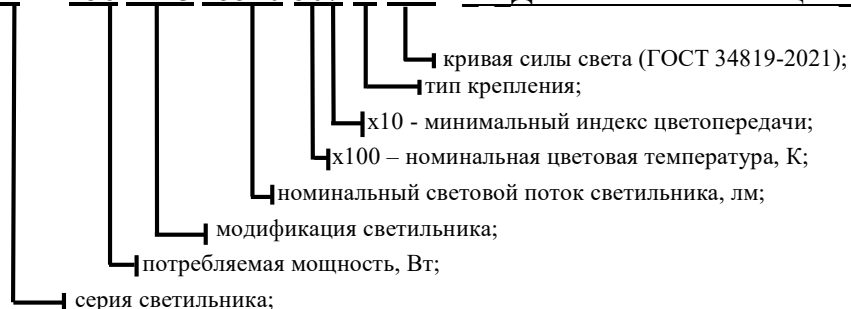 кривая силы света (ГОСТ 34819-2021);
тип крепления;
х10 - минимальный индекс цветопередачи;
х100 – номинальная цветовая температура, К;
номинальный световой поток светильника, лм;
модификация светильника;
потребляемая мощность, Вт;
серия светильника;